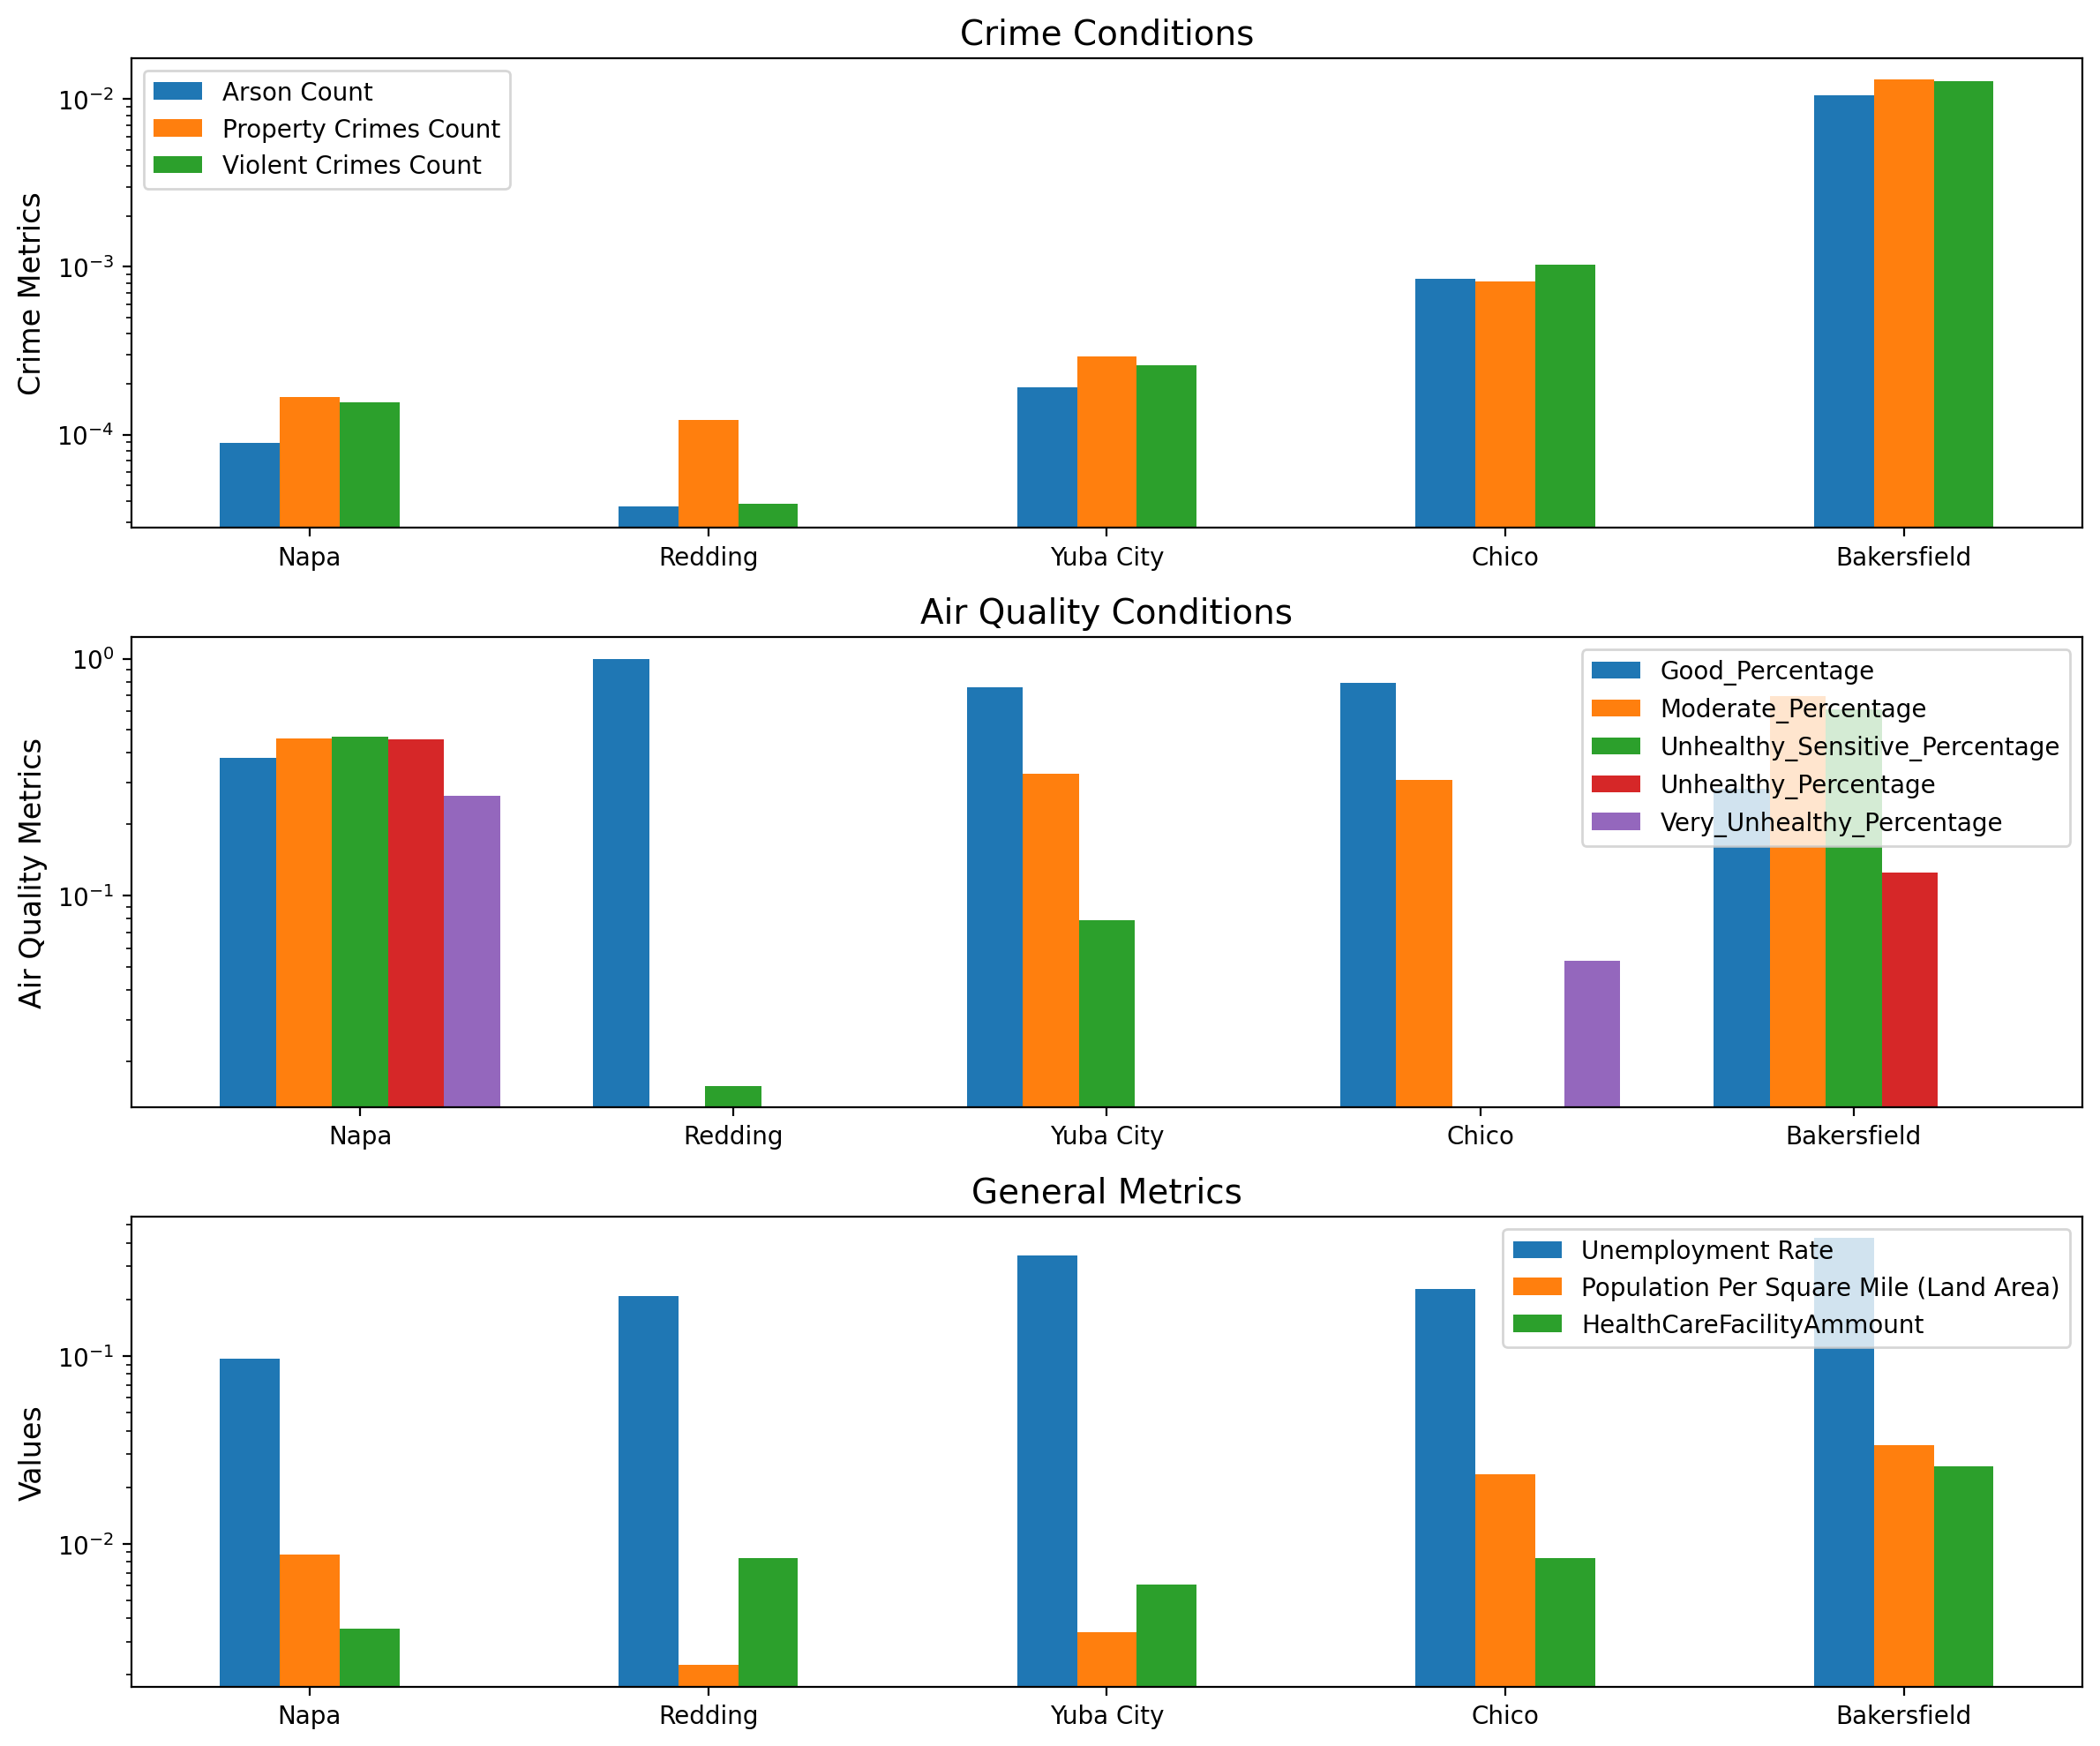 Crime Conditions
Crime Metrics
10⁻²
10⁻³
10⁻⁴
Arson Count
Property Crimes Count
Violent Crimes Count
Napa
Redding
Yuba City
Chico
Bakersfield
Air Quality Conditions
Air Quality Metrics
10⁰
10⁻¹
Good_Percentage
Moderate_Percentage
Unhealthy_Sensitive_Percentage
Unhealthy_Percentage
Very_Unhealthy_Percentage
Napa
Redding
Yuba City
Chico
Bakersfield
General Metrics
Values
10⁻¹
10⁻²
Unemployment Rate
Population Per Square Mile (Land Area)
HealthCareFacilityAmmount
Napa
Redding
Yuba City
Chico
Bakersfield